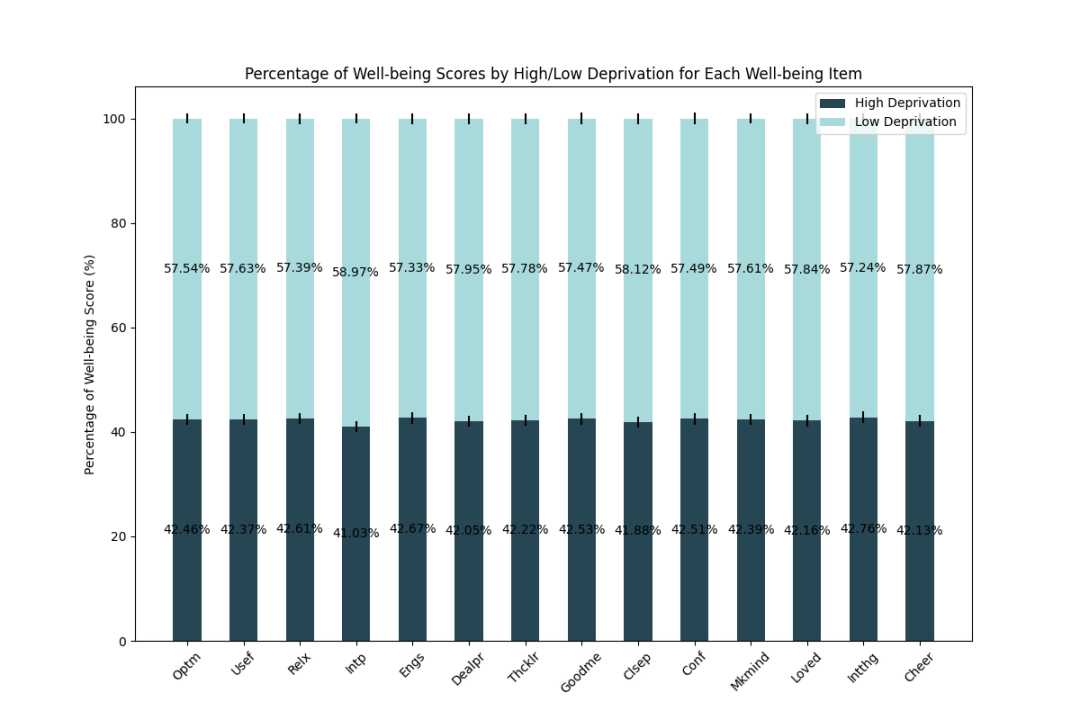 Percentage of Well-being Scores by High/Low Deprivation for Each Well-being Item
High Deprivation
Low Deprivation
Percentage of Well-being Score (%)
100
80
60
40
20
0
57.54% 57.63% 57.39% 58.97% 57.33% 57.95% 57.78% 57.47% 58.12% 57.49% 57.61% 57.84% 57.24% 57.87%
42.46% 42.37% 42.61% 41.03% 42.67% 42.05% 42.22% 42.53% 41.88% 42.51% 42.39% 42.16% 42.76% 42.13%
Optm Usef Relx Intp Engs Dealpr Thcklr Goodme Clsep Conf Mkmind Loved Intthg Cheer